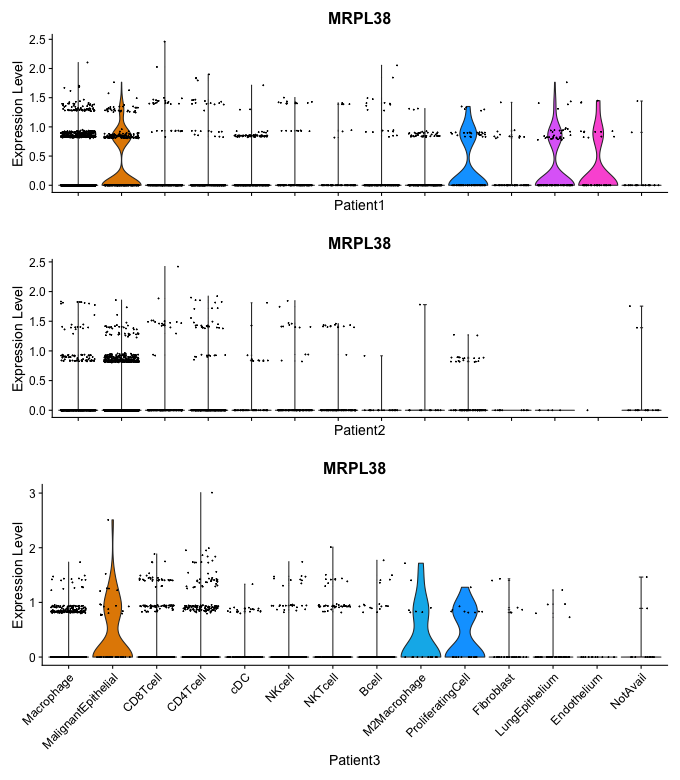 MRPL38
Expression Level
2.5
2.0
1.5
1.0
0.5
0.0
Patient1
MRPL38
Expression Level
2.5
2.0
1.5
1.0
0.5
0.0
Patient2
MRPL38
Expression Level
3
2
1
0
Macrophage
MalignantEpithelial
CD8Tcell
CD4Tcell
cDC
NKcell
NKTcell
Bcell
M2Macrophage
ProliferatingCell
Fibroblast
LungEpithelium
Endothelium
NotAvail
Patient3